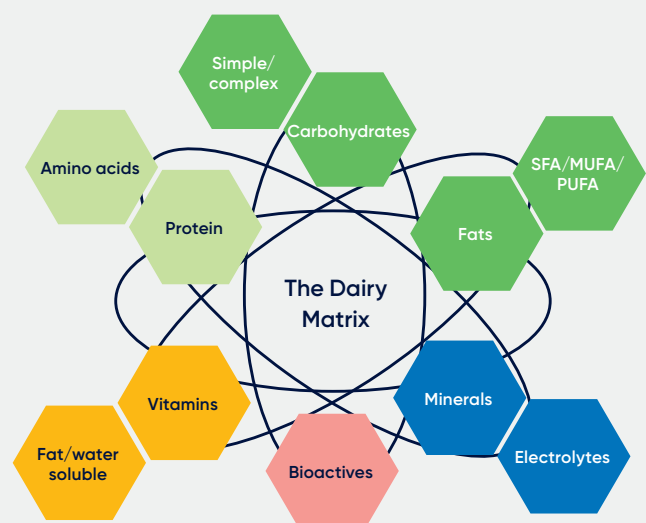 Simple/
complex
Carbohydrates
Amino acids
SFA/MUFA/
PUFA
Protein
Fats
The Dairy
Matrix
Vitamins
Minerals
Fat/water
soluble
Bioactives
Electrolytes